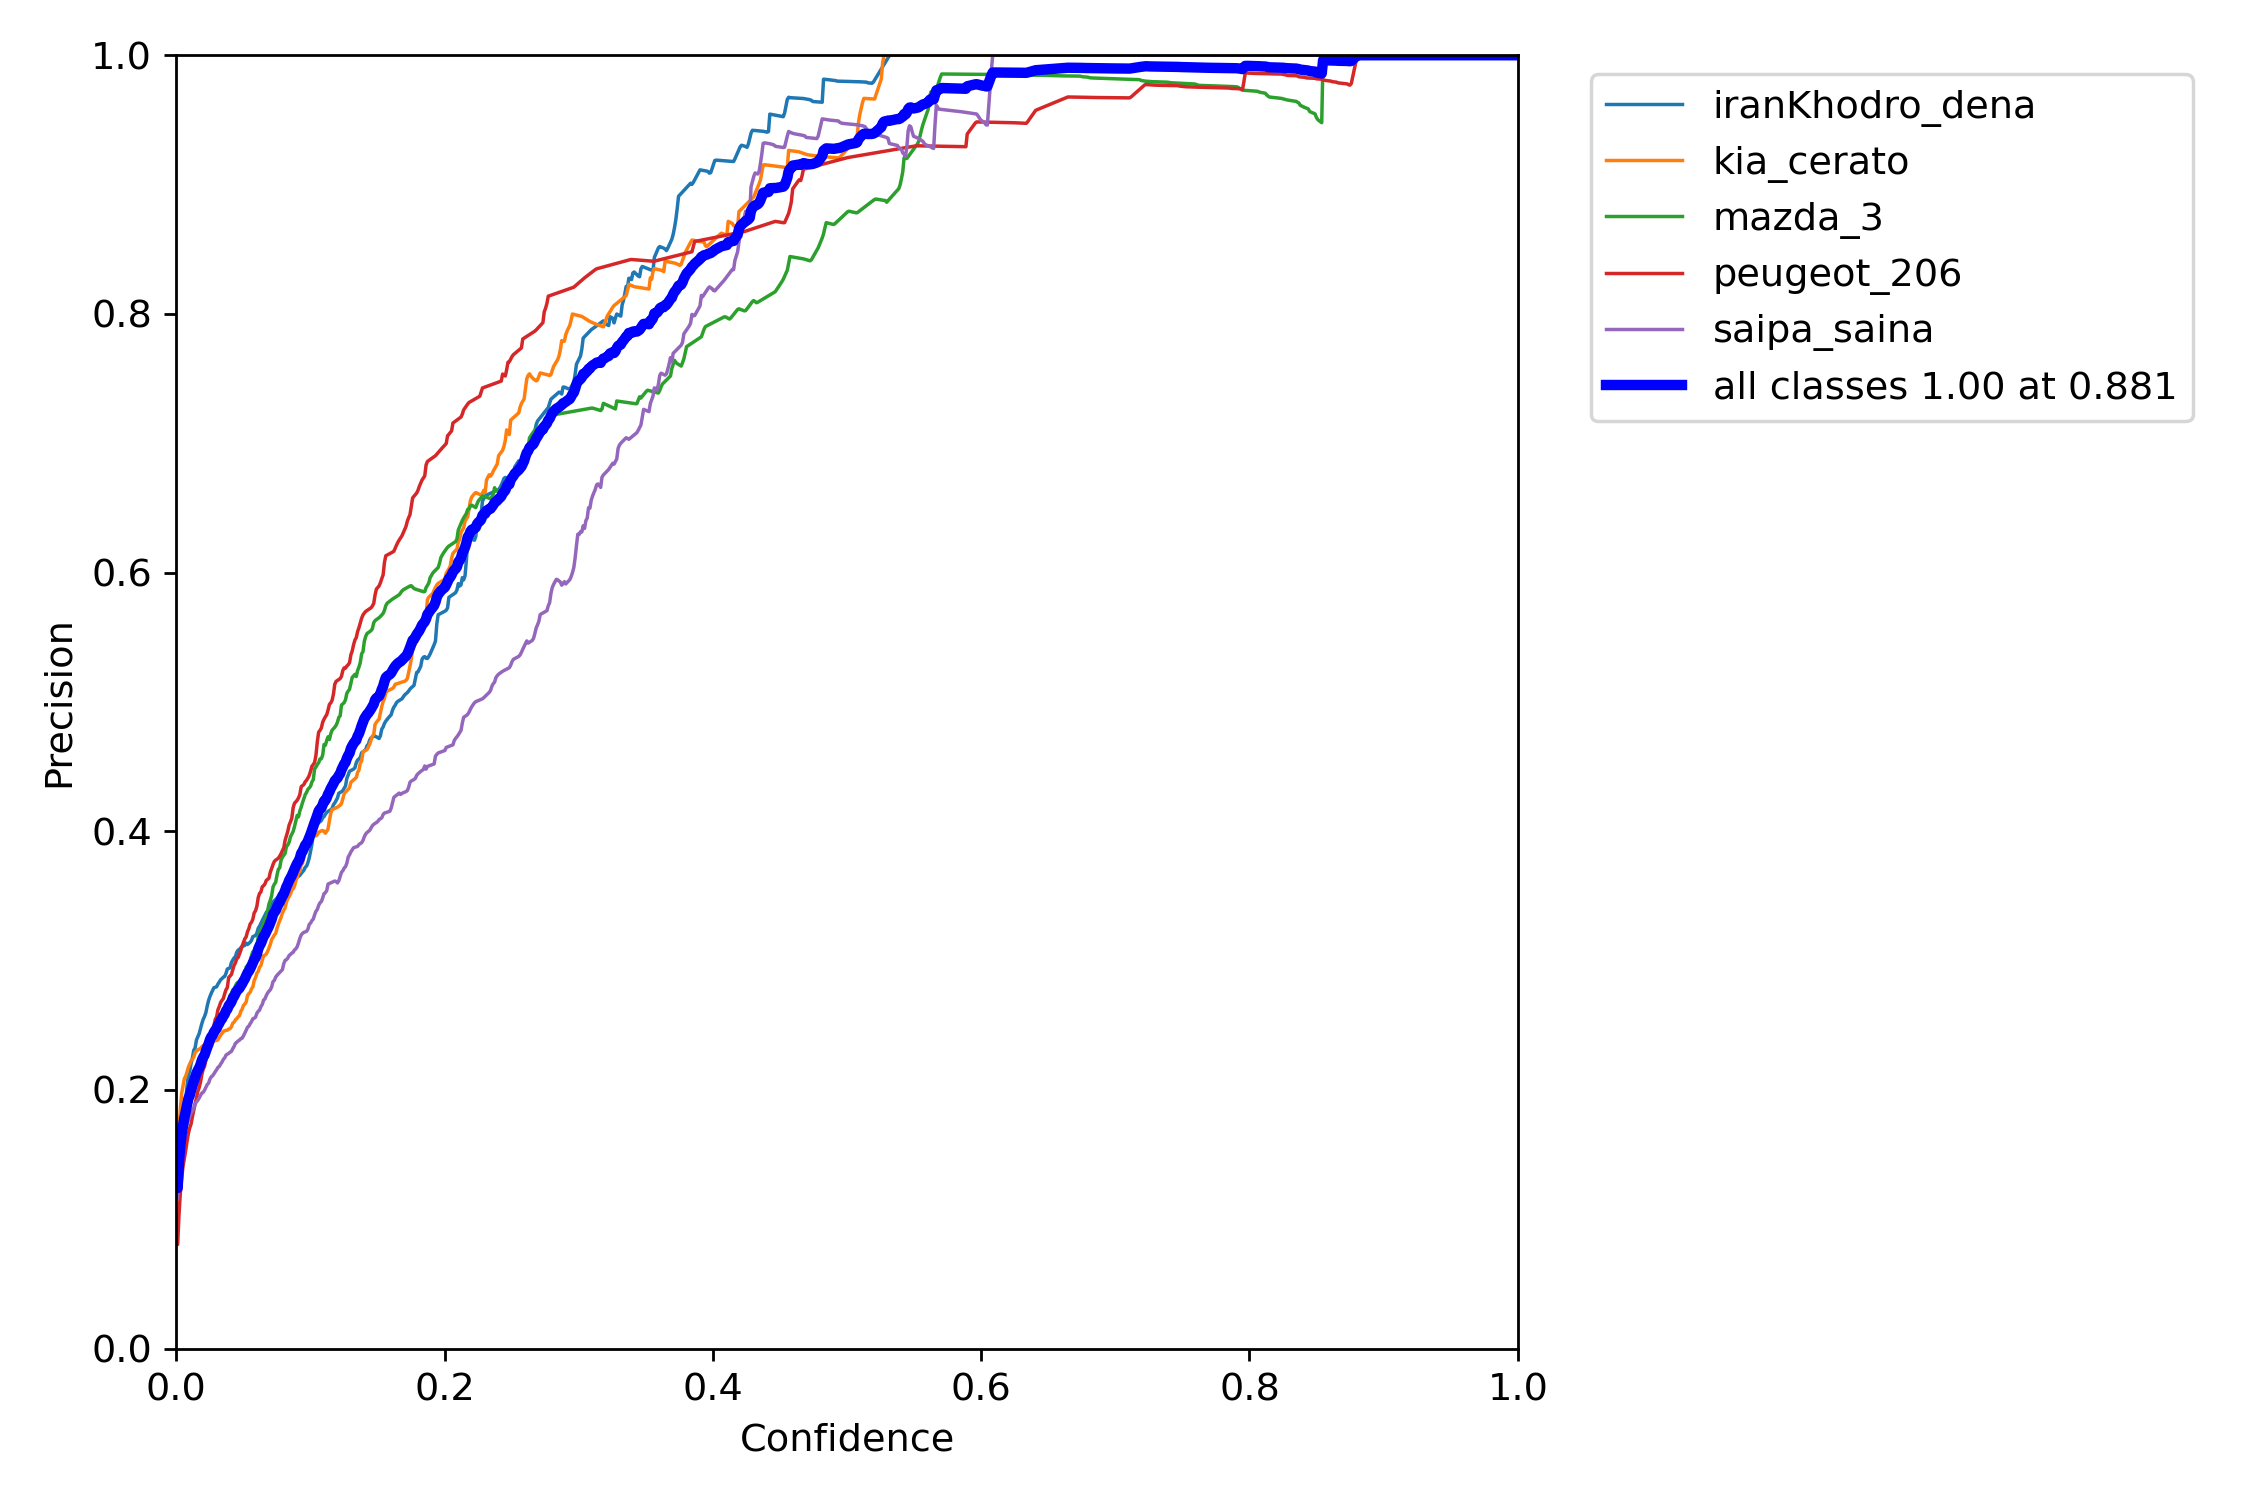 1.0
0.8
0.6
0.4
0.2
0.0
Precision
0.0 0.2 0.4 0.6 0.8 1.0
Confidence
iranKhodro_dena
kia_cerato
mazda_3
peugeot_206
saipa_saina
all classes 1.00 at 0.881